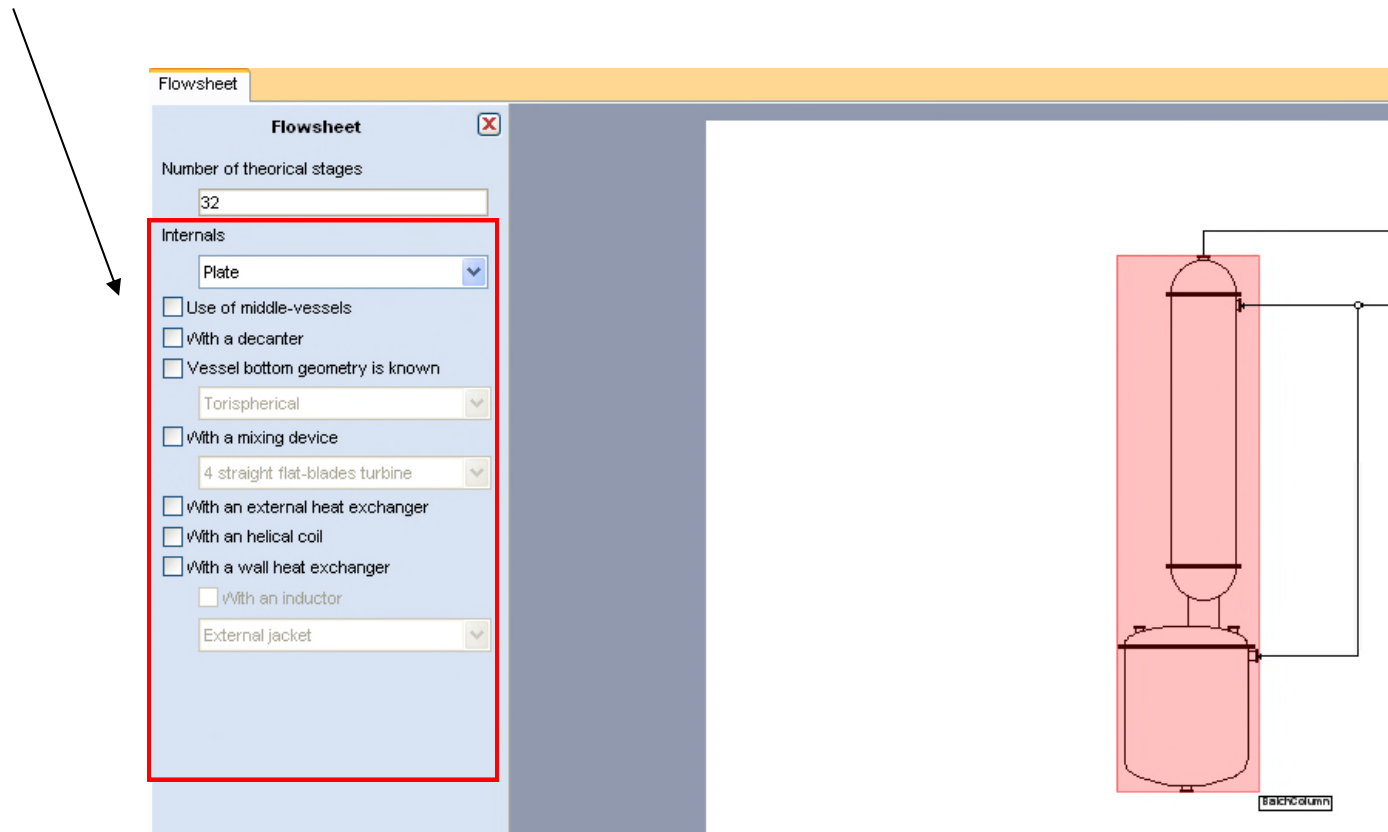 Flowsheet
Flowsheet
Number of theorical stages
32
Internals
Plate
Use of middle-vessels
With a decanter
Vessel bottom geometry is known
Torispherical
With a mixing device
4 straight flat-blades turbine
With an external heat exchanger
With an helical coil
With a wall heat exchanger
With an inductor
External jacket
BatchColumn